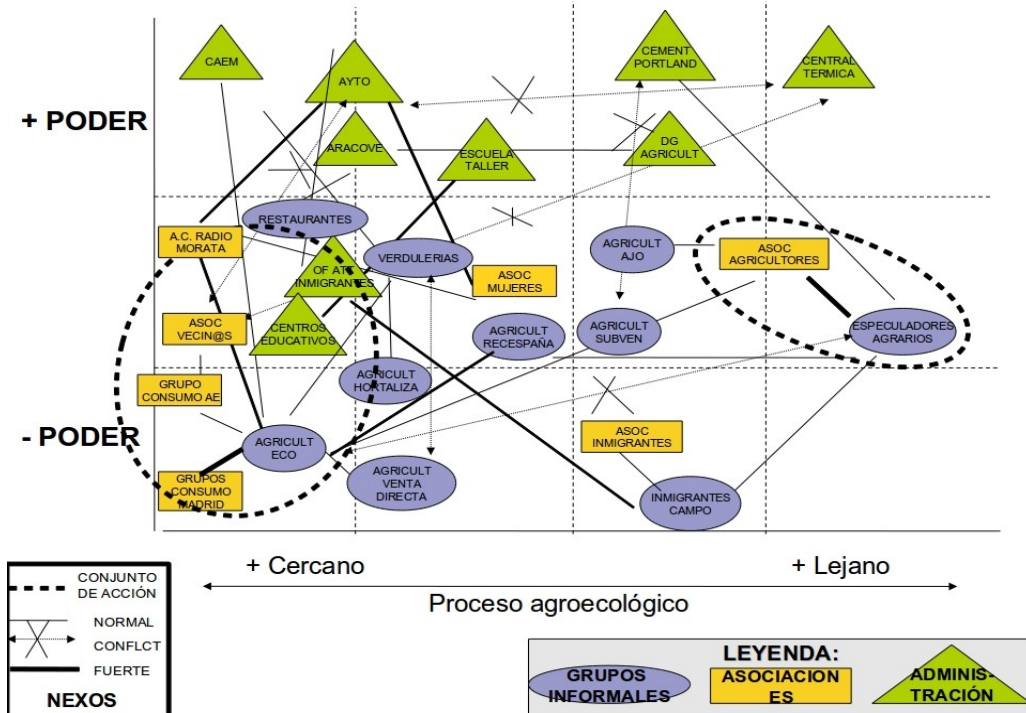 CAEM
AYTO
CEMENT
PORTLAND
CENTRAL
TERMICA
+ PODER
ARACOVE
ESCUELA
TALLER
DG
AGRICULT
RESTAURANTES
A.C. RADIO
MORATA
VERDULERIAS
AGRICULT
AJO
ASOC
AGRICULTORES
OF ATT
INMIGRANTES
ASOC
MUJERES
ASOC
VECIN@S
CENTROS
EDUCATIVOS
AGRICULT
RECESPAÑA
AGRICULT
SUBVEN
ESPECULADORES
AGRARIOS
GRUPO
CONSUMO AE
AGRICULT
HORTALIZA
- PODER
AGRICULT
ECO
ASOC
INMIGRANTES
GRUPOS
CONSUMO
MADRID
AGRICULT
VENTA
DIRECTA
INMIGRANTES
CAMPO
+ Cercano
+ Lejano
Proceso agroecológico
CONJUNTO
DE ACCIÓN
NORMAL
CONFLCT
FUERTE
NEXOS
LEYENDA:
GRUPOS
INFORMALES
ASOCIACION
ES
ADMINIS-
TRACIÓN